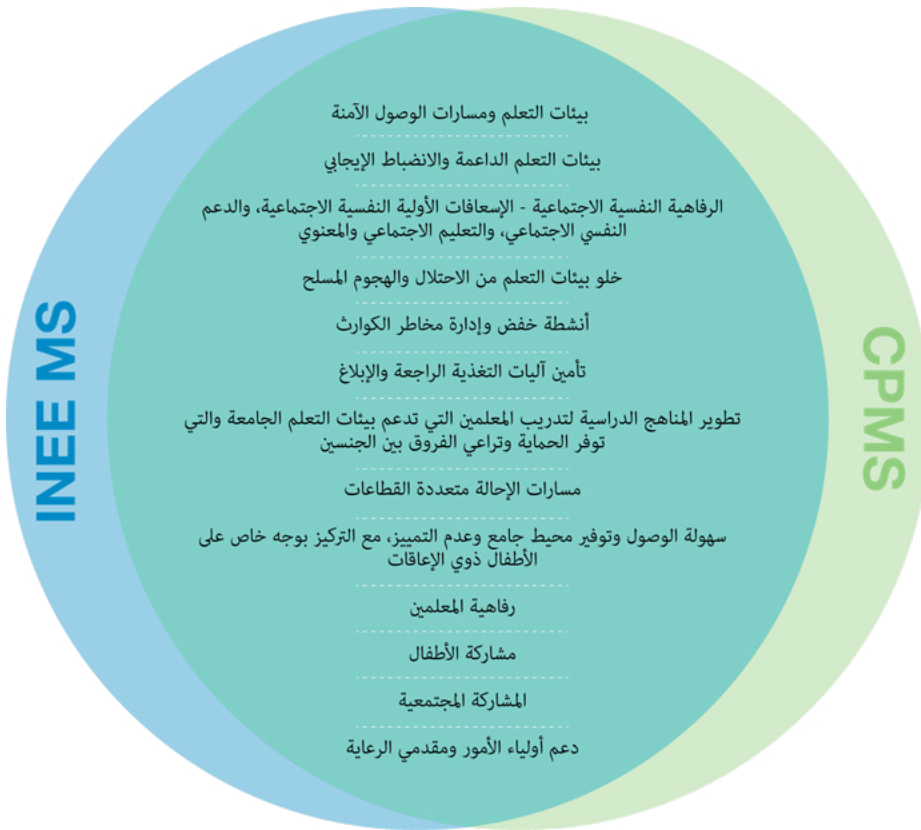 بيئات التعلم ومسارات الوصول الآمنة
بيئات التعلم الداعمة والانضباط الإيجابي
الرفاهية النفسية الاجتماعية - الإسعافات الأولية النفسية الاجتماعية، والدعم
النفسي الاجتماعي، والتعليم الاجتماعي والمعنوي
خلو بيئات التعلم من الاحتلال والهجوم المسلح
أنشطة خفض وإدارة مخاطر الكوارث
تأمين آليات التغذية الراجعة والإبلاغ
تطوير المناهج الدراسية لتدريب المعلمين التي تدعم بيئات التعلم الجامعة والتي
توفر الحماية وتراعي الفروق بين الجنسين
مسارات الإحالة متعددة القطاعات
سهولة الوصول وتوفير محيط جامع وعدم التمييز، مع التركيز بوجه خاص على
الأطفال ذوي الإعاقات
رفاهية المعلمين
مشاركة الأطفال
المشاركة المجتمعية
دعم أولياء الأمور ومقدمي الرعاية
INEE MS
CPMS